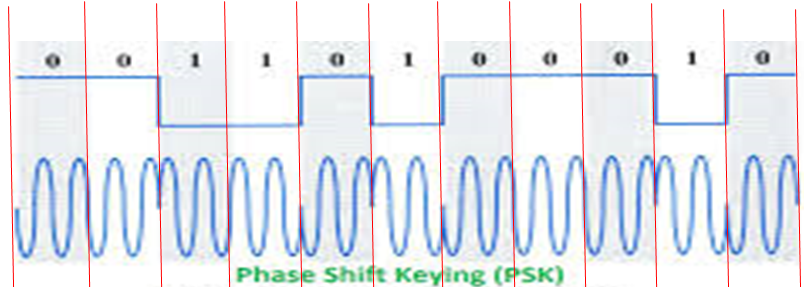 0 0 1 1 0 1 0 0 0 1 0
Phase Shift Keying (PSK)